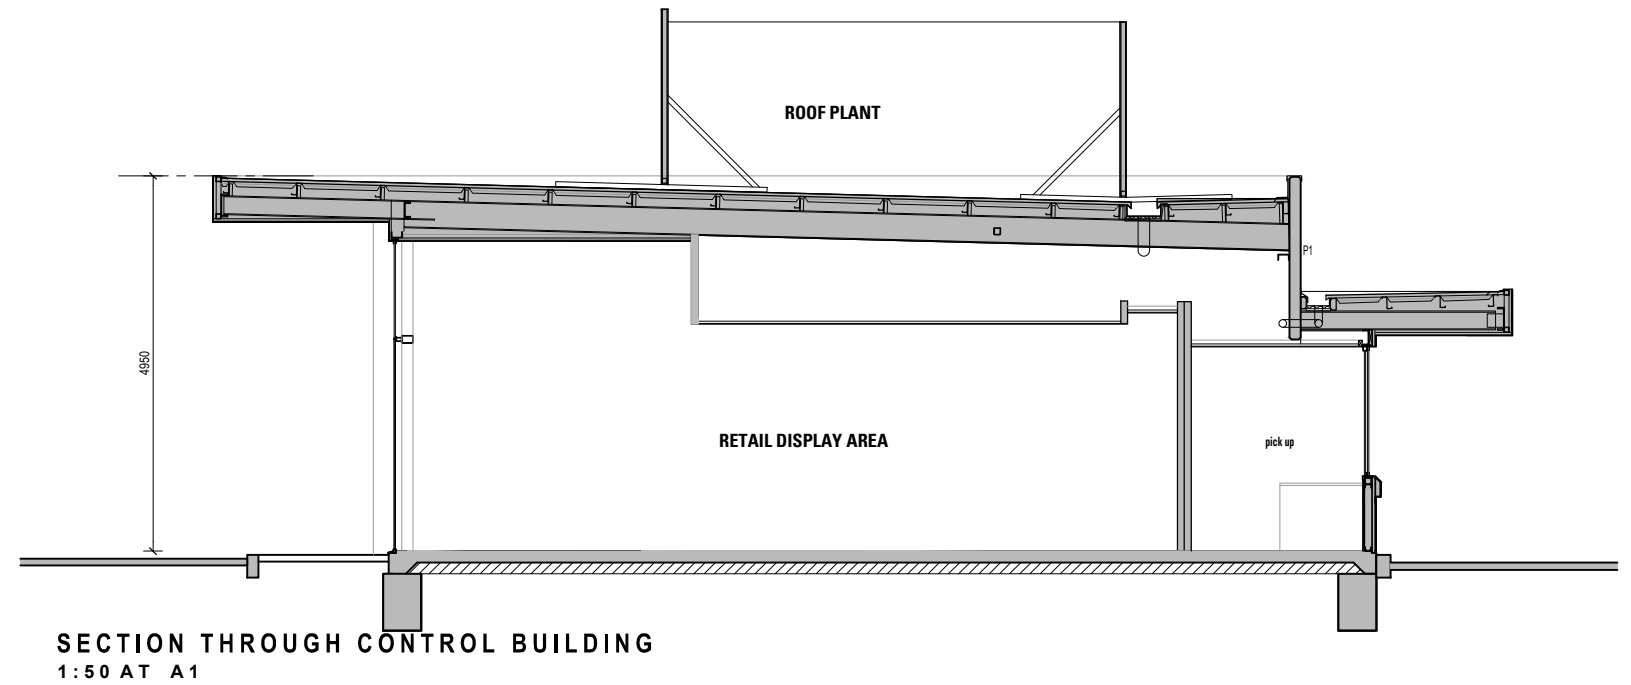 ROOF PLANT
P1
4950
RETAIL DISPLAY AREA
pick up
SECTION THROUGH CONTROL BUILDING
1:50 AT A1